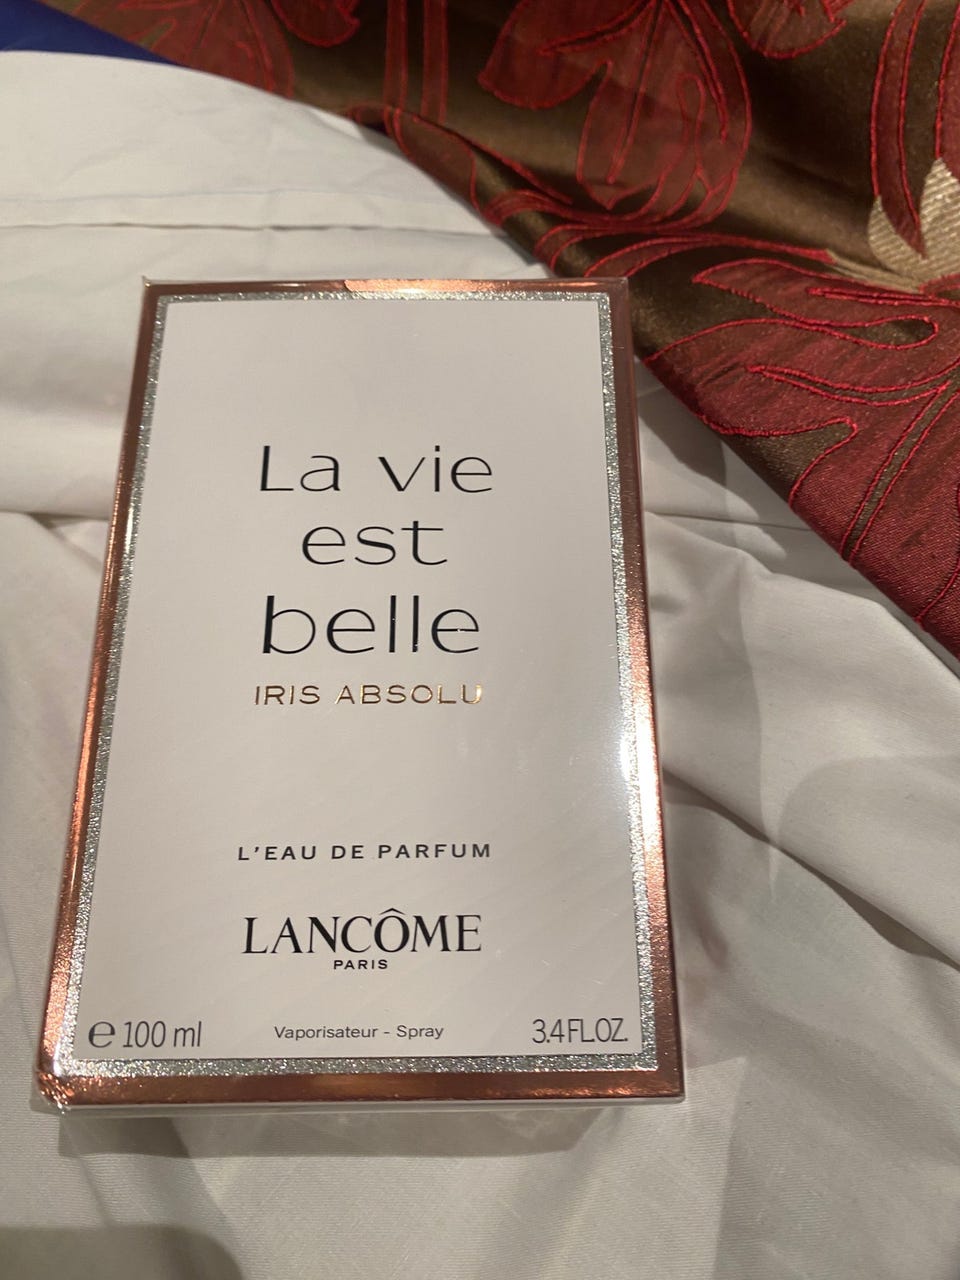 La vie
est
belle
IRIS ABSOLU
L'EAU DE PARFUM
LANCÔME
PARIS
℮ 100 ml Vaporisateur - Spray 3.4 FL.OZ.